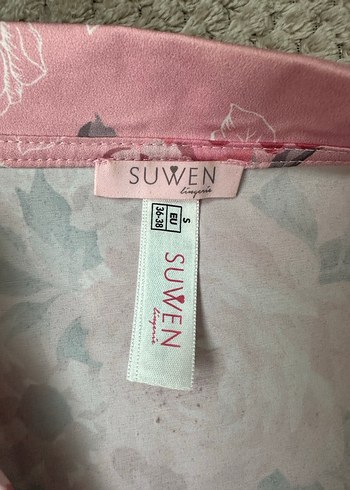 SUWEN
lingerie
S
EU
36-38
SUWEN
lingerie